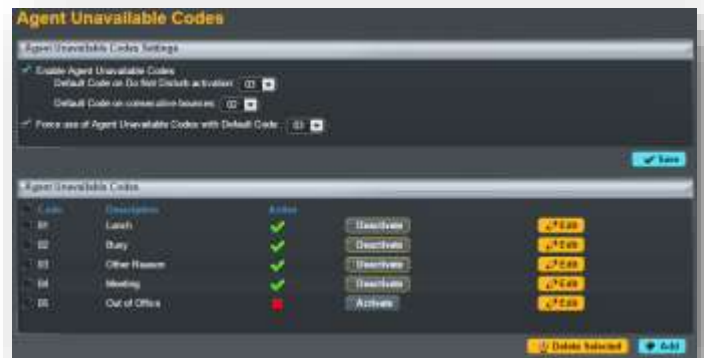 Agent Unavailable Codes
Agent Unavailable Codes Settings
Enable Agent Unavailable Codes
Default Code on Do Not Disturb activation
Default Code on consecutive bounces
Force use of Agent Unavailable Codes with Default Code
Save
Agent Unavailable Codes
Code Description Active
01 Lunch Deactivate Edit
02 Busy Deactivate Edit
03 Other Reason Deactivate Edit
04 Meeting Deactivate Edit
05 Out of Office Activate Edit
Delete Selected Add